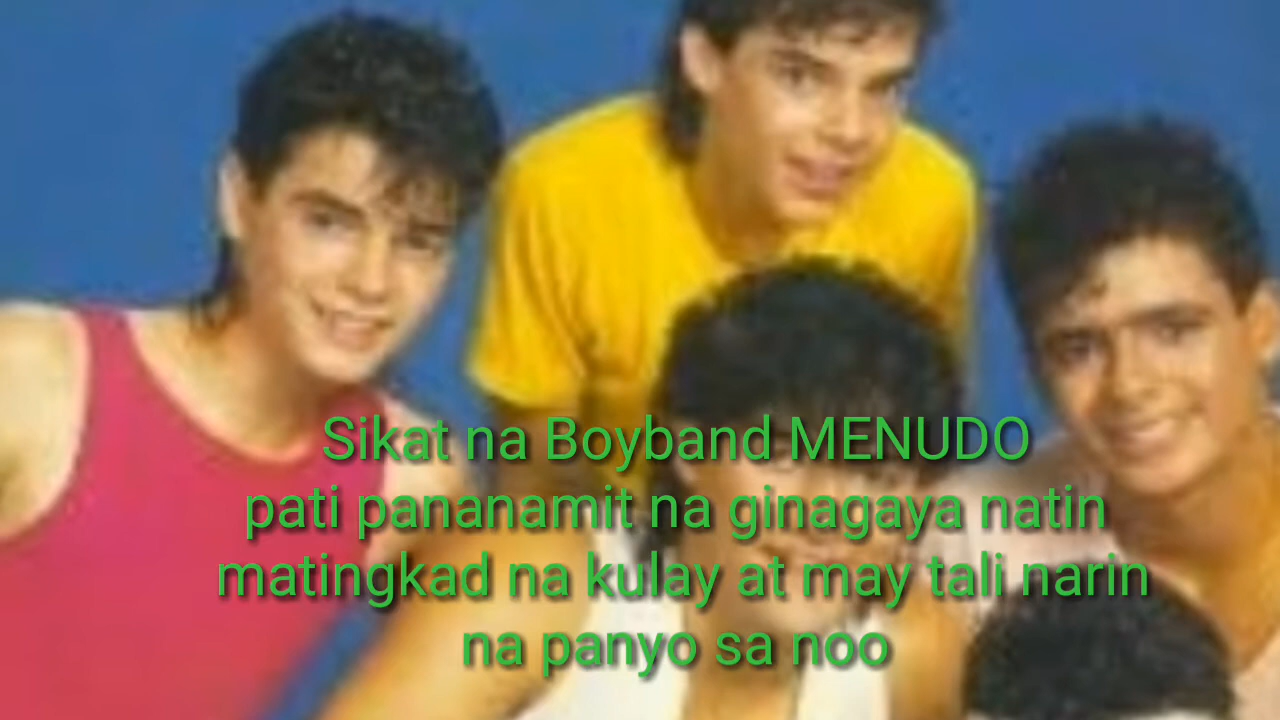 Sikat na Boyband MENUDO
pati pananamit na ginagaya natin
matingkad na kulay at may tali narin
na panyo sa noo